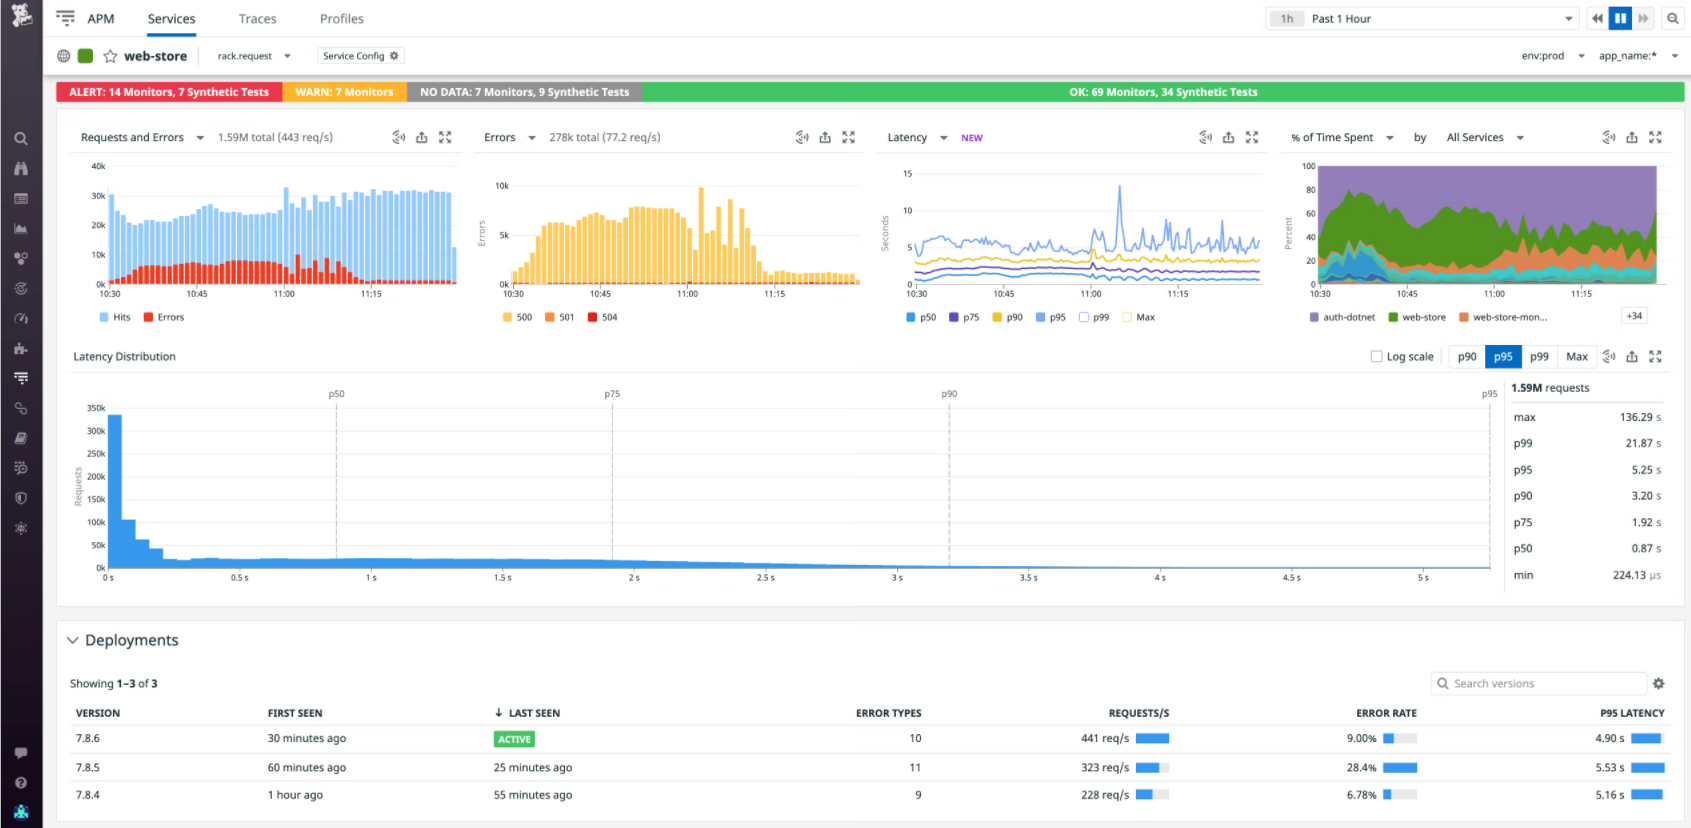 APM Services Traces Profiles 1h Past 1 Hour
web-store rack.request Service Config env:prod app_name:*
ALERT: 14 Monitors, 7 Synthetic Tests WARN: 7 Monitors NO DATA: 7 Monitors, 9 Synthetic Tests OK: 69 Monitors, 34 Synthetic Tests
Requests and Errors 1.59M total (443 req/s)
40k
30k
20k
10k
0k
10:30 10:45 11:00 11:15
Hits Errors
Errors 278k total (77.2 req/s)
Errors
10k
5k
0k
10:30 10:45 11:00 11:15
500 501 504
Latency NEW
Seconds
15
10
5
0
10:30 10:45 11:00 11:15
p50 p75 p90 p95 p99 Max
% of Time Spent by All Services
Percent
100
80
60
40
20
0
10:30 10:45 11:00 11:15
auth-dotnet web-store web-store-mon... +34
Latency Distribution Log scale p90 p95 p99 Max
p50 p75 p90 p95
Requests
350k
300k
250k
200k
150k
100k
50k
0k
0 s 0.5 s 1 s 1.5 s 2 s 2.5 s 3 s 3.5 s 4 s 4.5 s 5 s
1.59M requests
max 136.29 s
p99 21.87 s
p95 5.25 s
p90 3.20 s
p75 1.92 s
p50 0.87 s
min 224.13 µs
Deployments
Showing 1–3 of 3 Search versions
VERSION FIRST SEEN LAST SEEN ERROR TYPES REQUESTS/S ERROR RATE P95 LATENCY
7.8.6 30 minutes ago ACTIVE 10 441 req/s 9.00% 4.90 s
7.8.5 60 minutes ago 25 minutes ago 11 323 req/s 28.4% 5.53 s
7.8.4 1 hour ago 55 minutes ago 9 228 req/s 6.78% 5.16 s